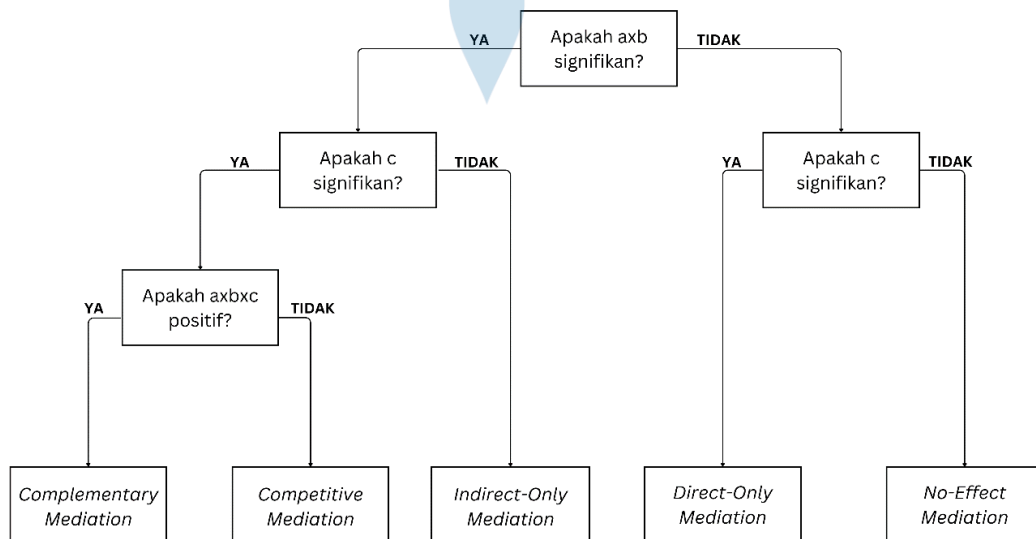 Apakah axb
signifikan?
YA
TIDAK
Apakah c
signifikan?
YA
TIDAK
Apakah c
signifikan?
YA
TIDAK
Apakah axbxc
positif?
YA
TIDAK
Complementary
Mediation
Competitive
Mediation
Indirect-Only
Mediation
Direct-Only
Mediation
No-Effect
Mediation